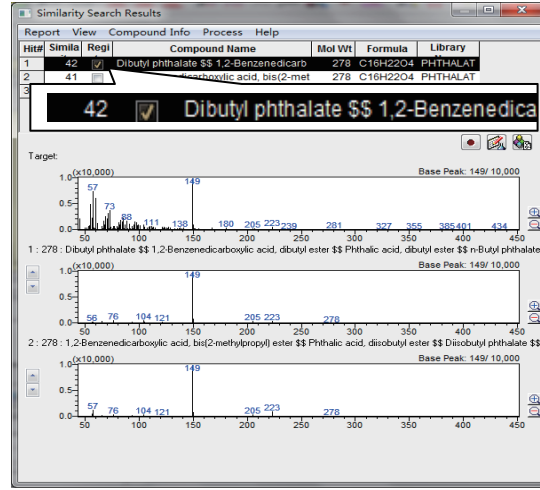 Similarity Search Results
Report View Compound Info Process Help
Hit# Simila Regi Compound Name Mol Wt Formula Library
1 42 Dibutyl phthalate $$ 1,2-Benzenedicarb 278 C16H22O4 PHTHALAT
2 41 dicarboxylic acid, bis(2-met 278 C16H22O4 PHTHALAT
3
42 Dibutyl phthalate $$ 1,2-Benzenedica
Target:
(x10,000) Base Peak: 149/ 10,000
1.0 149
57
0.5 73
88 111 138 180 205 223 239 281 327 355 385 401 434
0.0
50 100 150 200 250 300 350 400 450
1 : 278 : Dibutyl phthalate $$ 1,2-Benzenedicarboxylic acid, dibutyl ester $$ Phthalic acid, dibutyl ester $$ n-Butyl phthalate
(x10,000) Base Peak: 149/ 10,000
1.0 149
0.5
0.0 56 76 104 121 205 223 278
50 100 150 200 250 300 350 400 450
2 : 278 : 1,2-Benzenedicarboxylic acid, bis(2-methylpropyl) ester $$ Phthalic acid, diisobutyl ester $$ Diisobutyl phthalate $$
(x10,000) Base Peak: 149/ 10,000
1.0 149
0.5
0.0 57 76 104 121 205 223 278
50 100 150 200 250 300 350 400 450